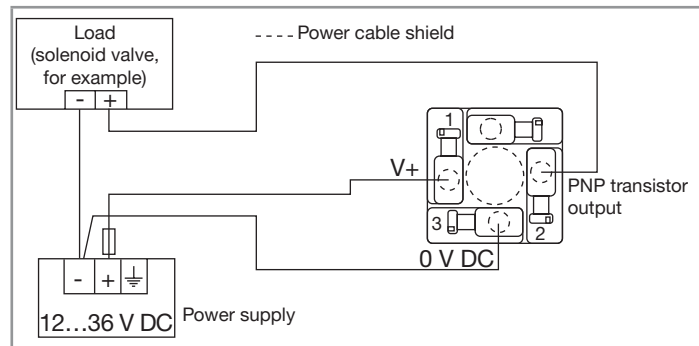 Load
(solenoid valve,
for example)
- +
---- Power cable shield
1
V+
PNP transistor
output
3
2
0 V DC
- +
12...36 V DC
Power supply